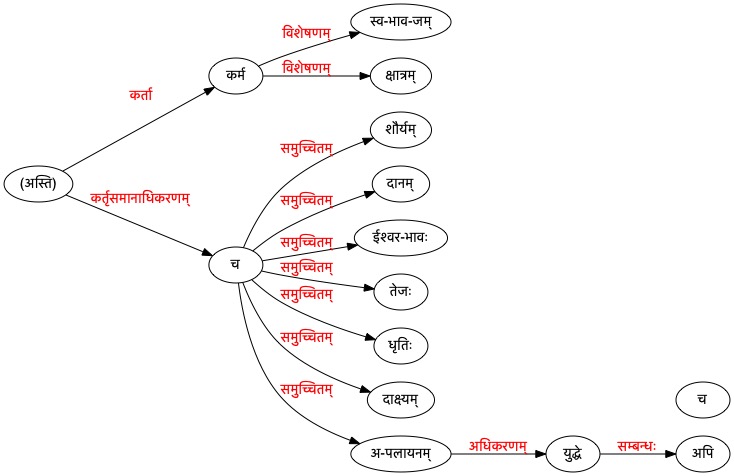 स्व-भाव-जम्
विशेषणम्
कर्म
विशेषणम्
क्षात्रम्
कर्ता
शौर्यम्
समुच्चितम्
(अस्ति)
कर्तृसमानाधिकरणम्
समुच्चितम्
दानम्
समुच्चितम्
ईश्वर-भावः
च
समुच्चितम्
तेजः
समुच्चितम्
धृतिः
समुच्चितम्
दाक्ष्यम्
च
समुच्चितम्
अ-पलायनम्
अधिकरणम्
युद्धे
सम्बन्धः
अपि